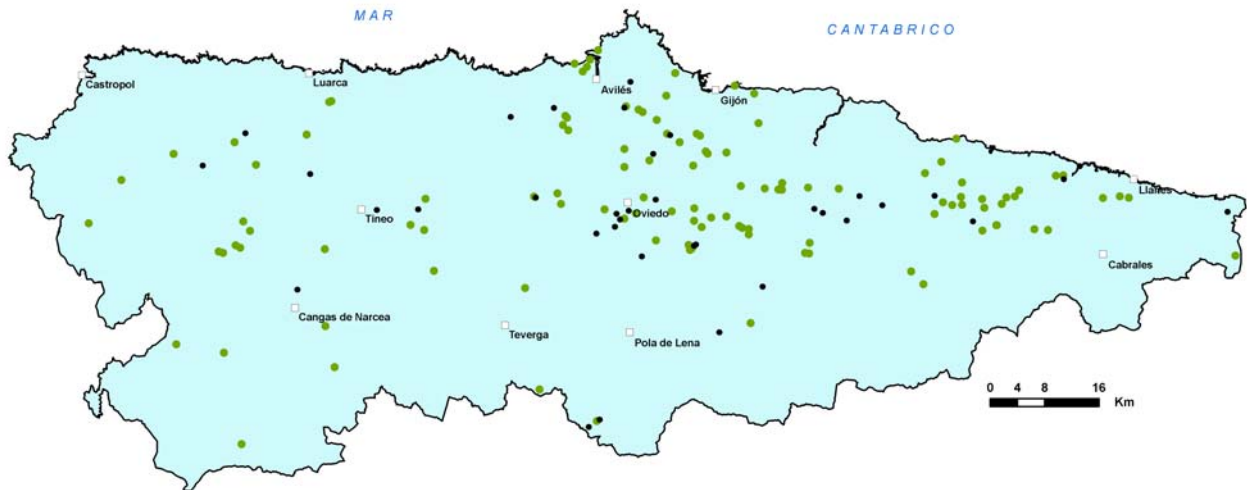 MAR
CANTABRICO
Castropol
Luarca
Avilés
Gijón
Llanes
Tineo
Oviedo
Cabrales
Cangas de Narcea
Teverga
Pola de Lena
0 4 8 16
Km